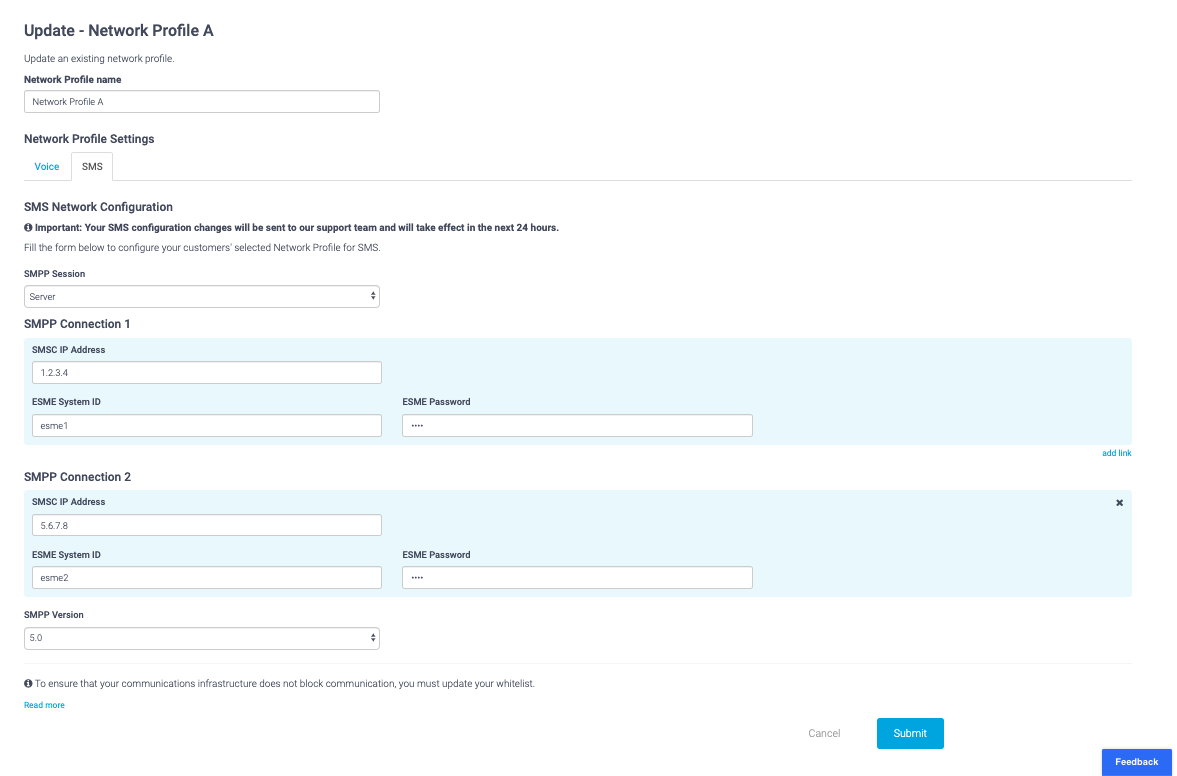 Update - Network Profile A
Update an existing network profile.
Network Profile name
Network Profile A
Network Profile Settings
Voice SMS
SMS Network Configuration
Important: Your SMS configuration changes will be sent to our support team and will take effect in the next 24 hours.
Fill the form below to configure your customers' selected Network Profile for SMS.
SMPP Session
Server
SMPP Connection 1
SMSC IP Address
1.2.3.4
ESME System ID ESME Password
esme1 ••••
add link
SMPP Connection 2
SMSC IP Address
5.6.7.8
ESME System ID ESME Password
esme2 ••••
SMPP Version
5.0
To ensure that your communications infrastructure does not block communication, you must update your whitelist.
Read more
Cancel Submit
Feedback